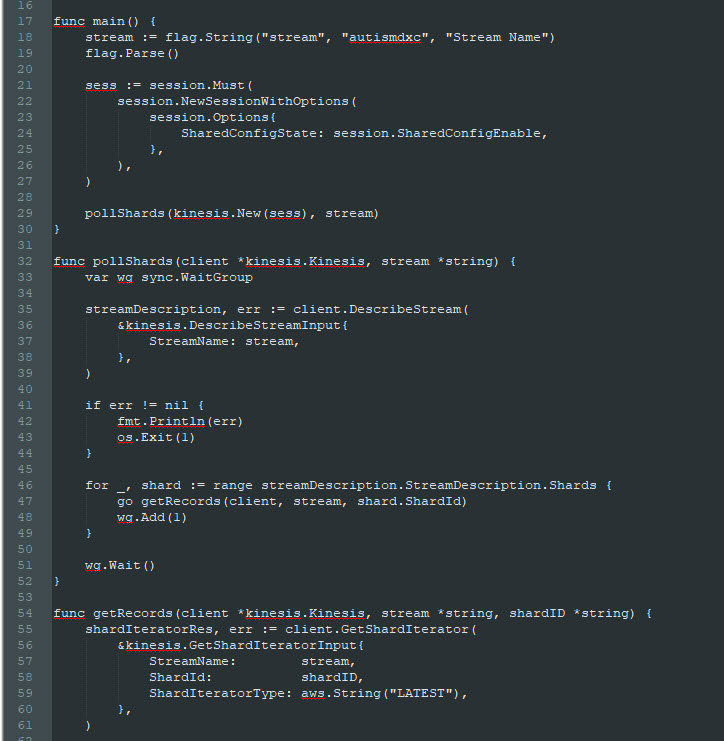 16
17 func main() {
18 stream := flag.String("stream", "autismdxc", "Stream Name")
19 flag.Parse()
20
21 sess := session.Must(
22 session.NewSessionWithOptions(
23 session.Options{
24 SharedConfigState: session.SharedConfigEnable,
25 },
26 ),
27 )
28
29 pollShards(kinesis.New(sess), stream)
30 }
31
32 func pollShards(client *kinesis.Kinesis, stream *string) {
33 var wg sync.WaitGroup
34
35 streamDescription, err := client.DescribeStream(
36 &kinesis.DescribeStreamInput{
37 StreamName: stream,
38 },
39 )
40
41 if err != nil {
42 fmt.Println(err)
43 os.Exit(1)
44 }
45
46 for _, shard := range streamDescription.StreamDescription.Shards {
47 go getRecords(client, stream, shard.ShardId)
48 wg.Add(1)
49 }
50
51 wg.Wait()
52 }
53
54 func getRecords(client *kinesis.Kinesis, stream *string, shardID *string) {
55 shardIteratorRes, err := client.GetShardIterator(
56 &kinesis.GetShardIteratorInput{
57 StreamName: stream,
58 ShardId: shardID,
59 ShardIteratorType: aws.String("LATEST"),
60 },
61 )
62